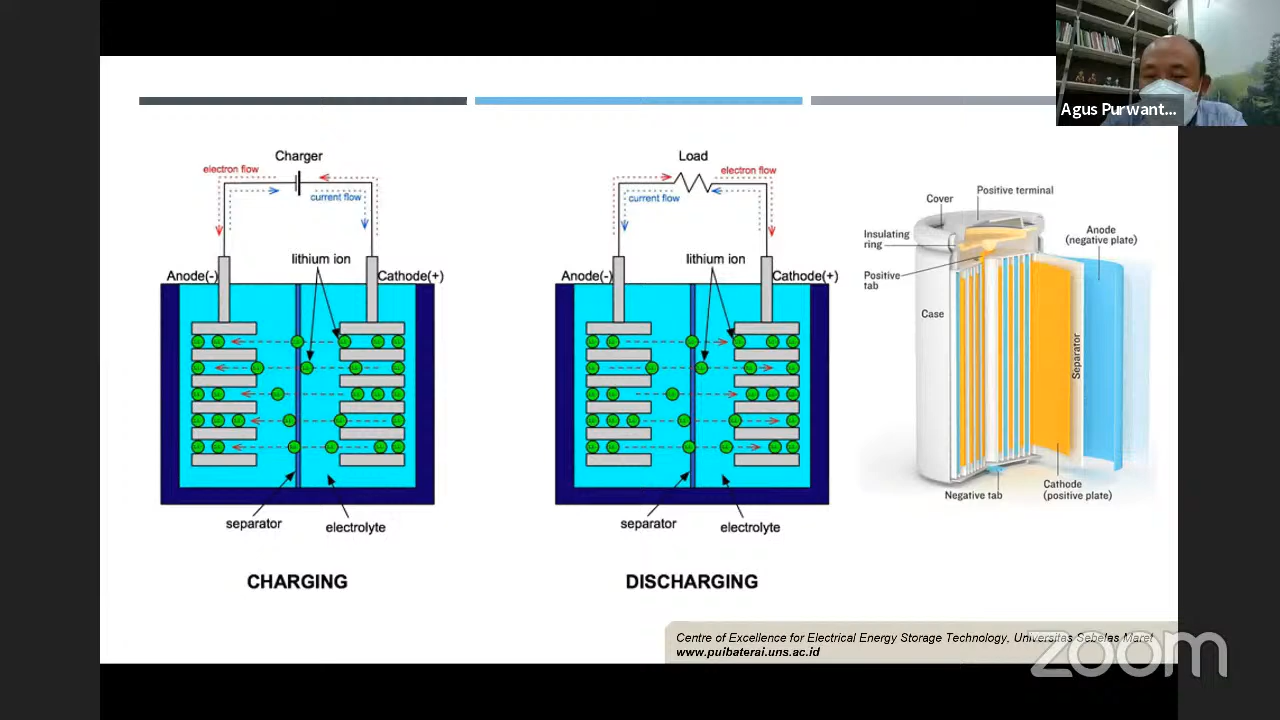 Agus Purwant...
Charger
electron flow
current flow
lithium ion
Anode(-)
Cathode(+)
separator
electrolyte
CHARGING
Load
electron flow
current flow
lithium ion
Anode(-)
Cathode(+)
separator
electrolyte
DISCHARGING
Positive terminal
Cover
Insulating
ring
Anode
(negative plate)
Positive
tab
Case
Separator
Cathode
(positive plate)
Negative tab
Centre of Excellence for Electrical Energy Storage Technology, Universitas Sebelas Maret
www.puibaterai.uns.ac.id
zoom